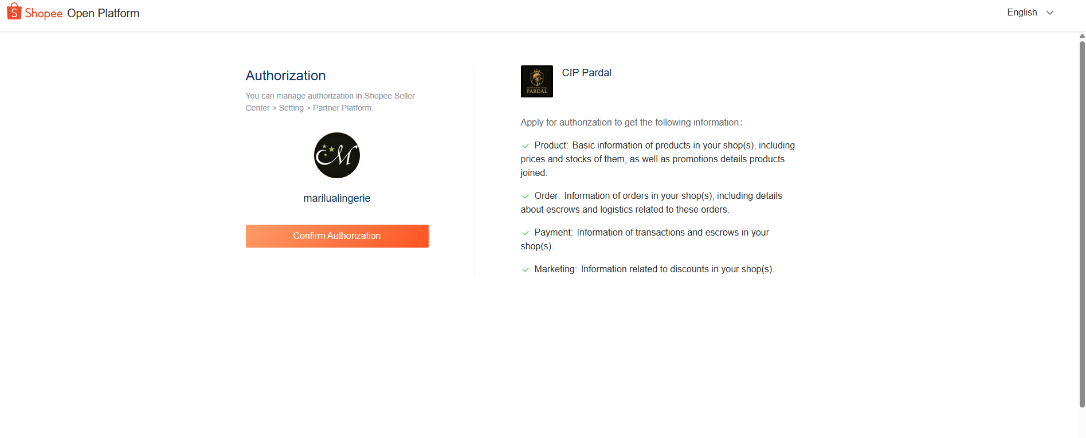 Shopee Open Platform
English
Authorization
You can manage authorization in Shopee Seller
Center > Setting > Partner Platform.
M
marilualingerie
Confirm Authorization
PARDAL
CIP Pardal
Apply for authorization to get the following information:
Product: Basic information of products in your shop(s), including
prices and stocks of them, as well as promotions details products
joined.
Order: Information of orders in your shop(s), including details
about escrows and logistics related to these orders.
Payment: Information of transactions and escrows in your
shop(s).
Marketing: Information related to discounts in your shop(s).